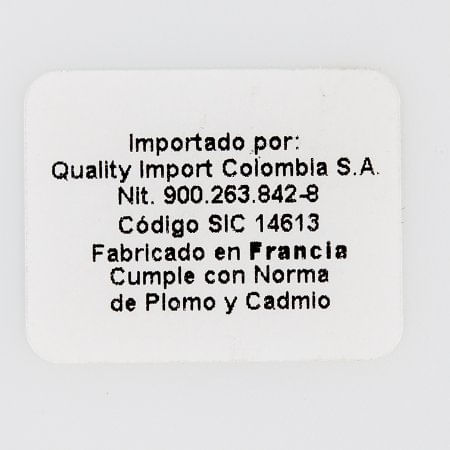 Importado por:
Quality Import Colombia S.A.
Nit. 900.263.842-8
Código SIC 14613
Fabricado en Francia
Cumple con Norma
de Plomo y Cadmio